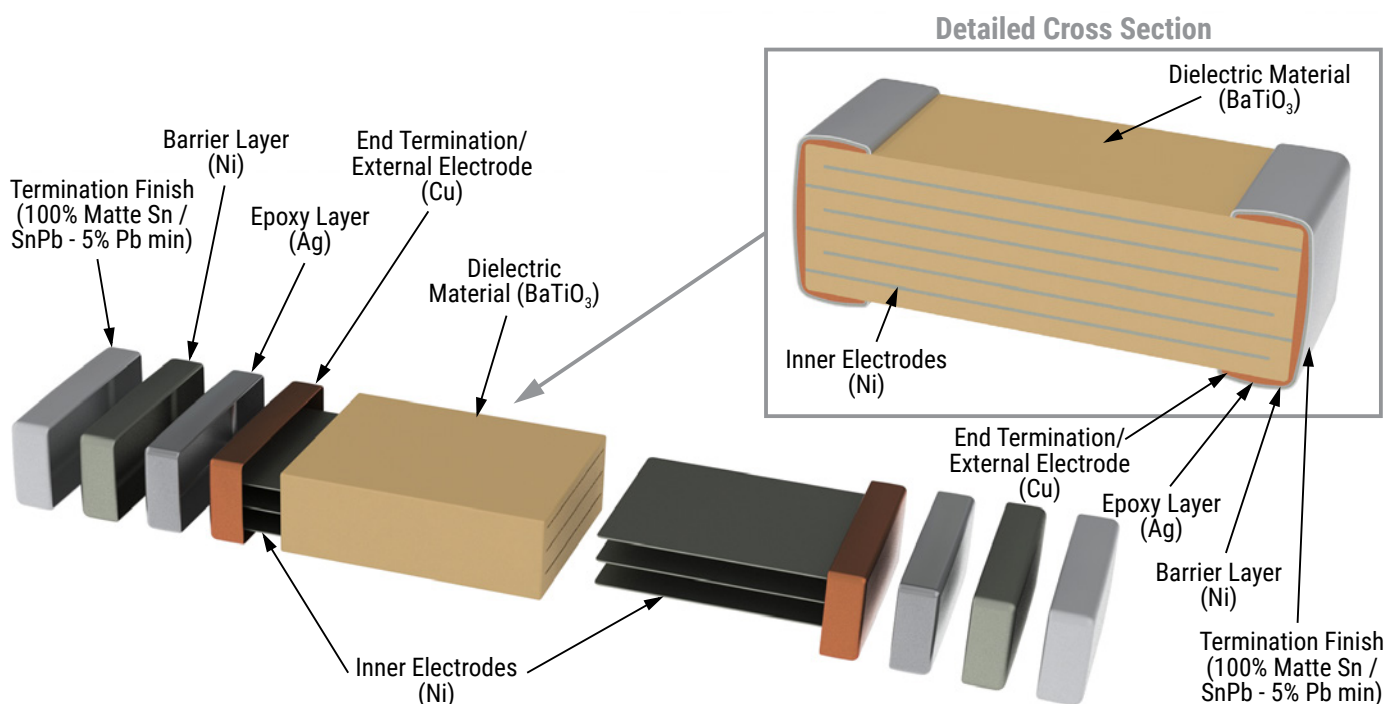 Detailed Cross Section
Dielectric Material
(BaTiO₃)
Barrier Layer
(Ni)
End Termination/
External Electrode
(Cu)
Termination Finish
(100% Matte Sn /
SnPb - 5% Pb min)
Epoxy Layer
(Ag)
Dielectric
Material (BaTiO₃)
Inner Electrodes
(Ni)
End Termination/
External Electrode
(Cu)
Epoxy Layer
(Ag)
Barrier Layer
(Ni)
Termination Finish
(100% Matte Sn /
SnPb - 5% Pb min)
Inner Electrodes
(Ni)